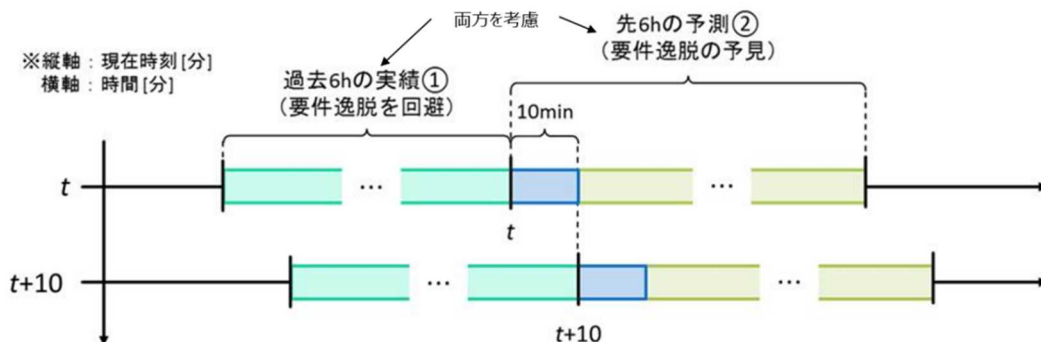 両方を考慮
※縦軸：現在時刻[分]
横軸：時間[分]
過去6hの実績①
(要件逸脱を回避)
先6hの予測②
(要件逸脱の予見)
10min
t
…
…
t
t+10
…
…
t+10